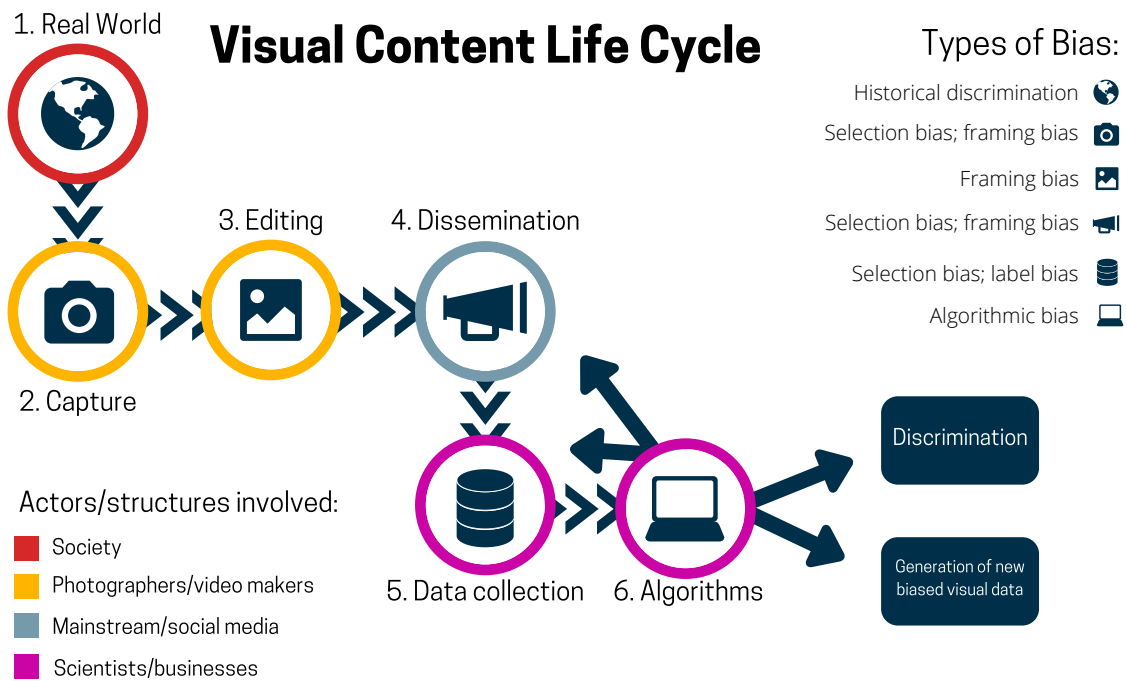 1. Real World
Visual Content Life Cycle
Types of Bias:
Historical discrimination
Selection bias; framing bias
Framing bias
Selection bias; framing bias
Selection bias; label bias
Algorithmic bias
3. Editing
4. Dissemination
2. Capture
Discrimination
Generation of new
biased visual data
5. Data collection
6. Algorithms
Actors/structures involved:
Society
Photographers/video makers
Mainstream/social media
Scientists/businesses